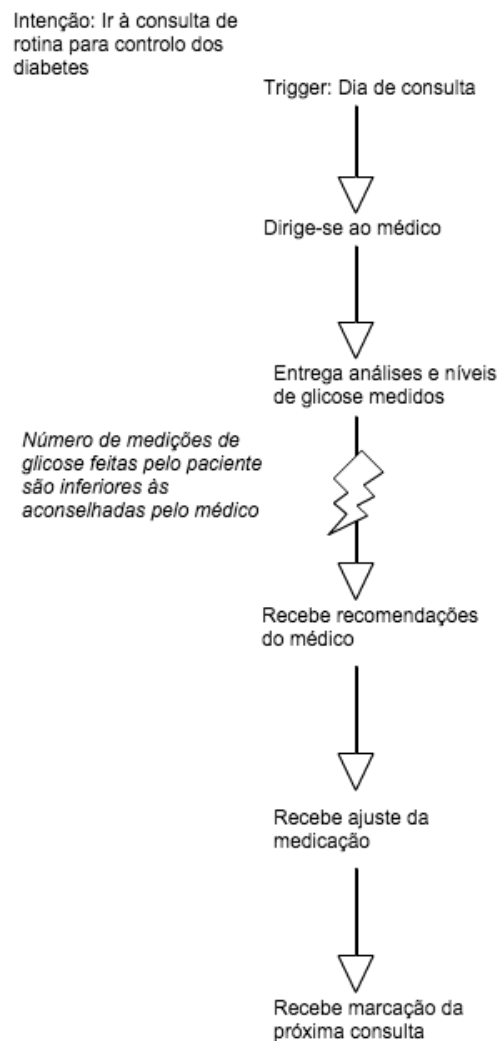 Intenção: Ir à consulta de
rotina para controlo dos
diabetes
Trigger: Dia de consulta
Dirige-se ao médico
Entrega análises e níveis
de glicose medidos
Número de medições de
glicose feitas pelo paciente
são inferiores às
aconselhadas pelo médico
Recebe recomendações
do médico
Recebe ajuste da
medicação
Recebe marcação da
próxima consulta